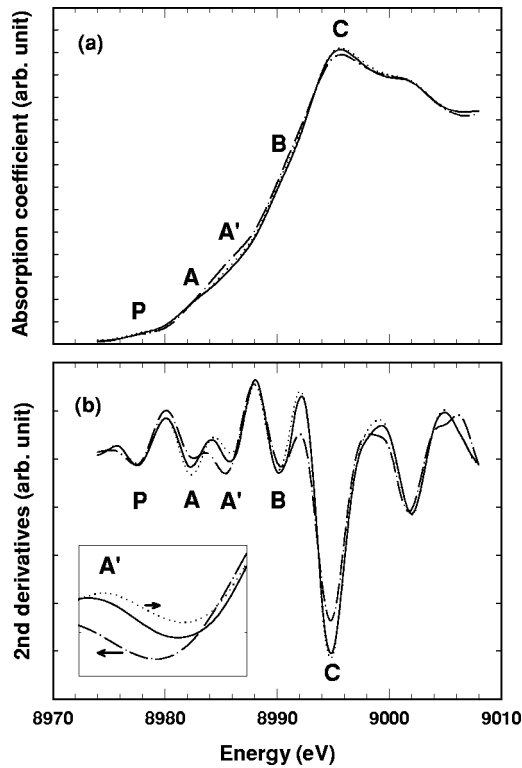 (a)
C
B
A'
A
P
Absorption coefficient (arb. unit)
(b)
P
A
A'
B
C
A'
2nd derivatives (arb. unit)
8970 8980 8990 9000 9010
Energy (eV)